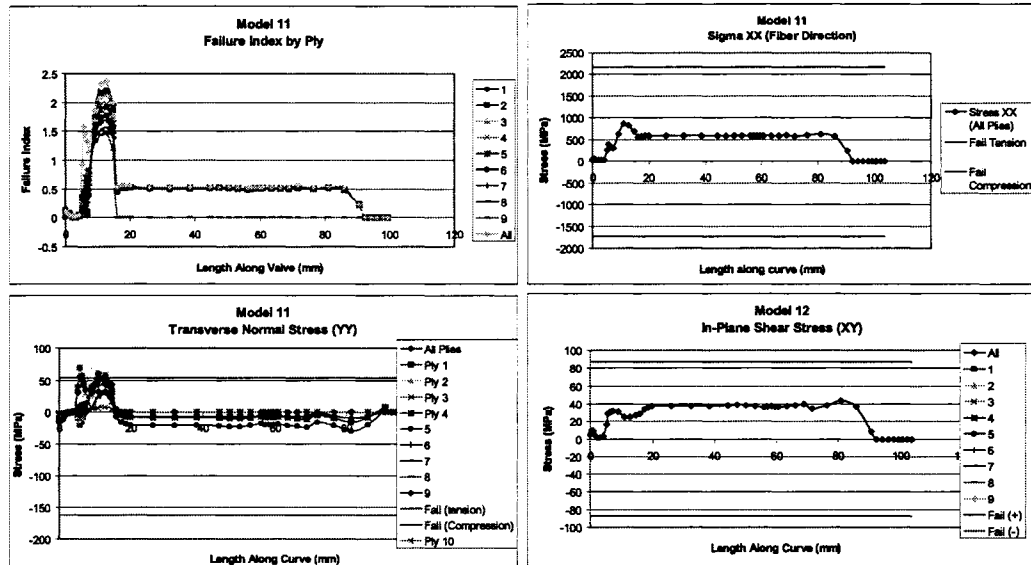 Model 11
Failure Index by Ply
2.5
2
1.5
1
0.5
0
-0.5
Failure Index
0
20
40
60
80
100
120
Length Along Valve (mm)
1
2
3
4
5
6
7
8
9
All
Model 11
Sigma XX (Fiber Direction)
2500
2000
1500
1000
500
0
-500
-1000
-1500
-2000
Stress (MPa)
0
20
40
60
80
100
120
Length along curve (mm)
Stress XX
(All Plies)
Fail Tension
Fail
Compression
Model 11
Transverse Normal Stress (YY)
100
50
0
-50
-100
-150
-200
Stress (MPa)
20
40
60
80
Length Along Curve (mm)
All Plies
Ply 1
Ply 2
Ply 3
Ply 4
5
6
7
8
9
Fail (tension)
Fail (Compression)
Ply 10
Model 12
In-Plane Shear Stress (XY)
100
80
60
40
20
0
-20
-40
-60
-80
-100
Stress (MPa)
0
20
40
60
80
100
Length Along Curve (mm)
All
1
2
3
4
5
6
7
8
9
Fail (+)
Fail (-)